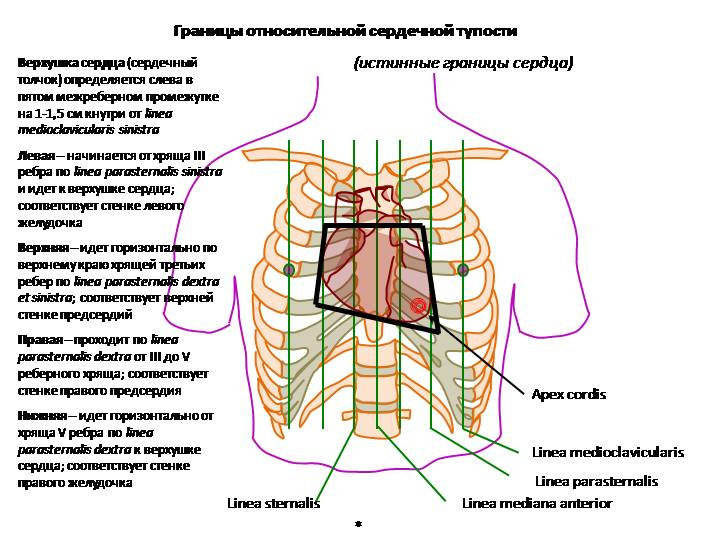 Границы относительной сердечной тупости
(истинные границы сердца)
Верхушка сердца (сердечный
толчок) определяется слева в
пятом межреберном промежутке
на 1-1,5 см кнутри от linea
medioclavicularis sinistra
Левая – начинается от хряща III
ребра по linea parasternalis sinistra
и идет к верхушке сердца;
соответствует стенке левого
желудочка
Верхняя – идет горизонтально по
верхнему краю хрящей третьих
ребер по linea parasternalis dextra
et sinistra; соответствует верхней
стенке предсердий
Правая – проходит по linea
parasternalis dextra от III до V
реберного хряща; соответствует
стенке правого предсердия
Нижняя – идет горизонтально от
хряща V ребра по linea
parasternalis dextra к верхушке
сердца; соответствует стенке
правого желудочка
Apex cordis
Linea medioclavicularis
Linea parasternalis
Linea sternalis
Linea mediana anterior
*